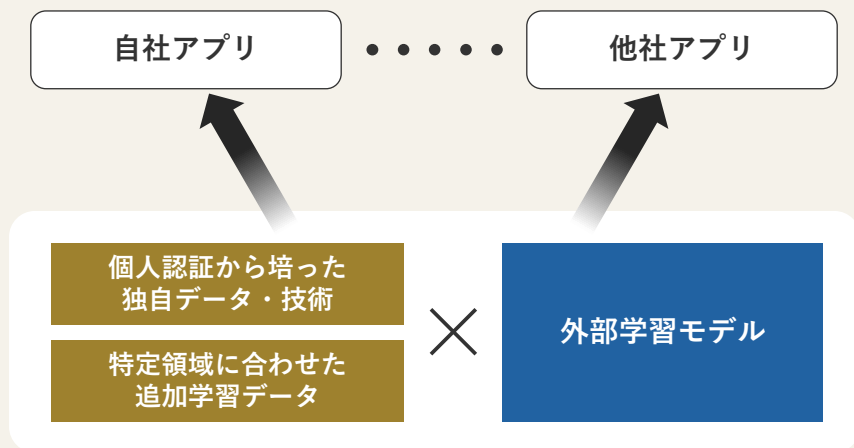 自社アプリ
他社アプリ
個人認証から培った
独自データ・技術
特定領域に合わせた
追加学習データ
外部学習モデル